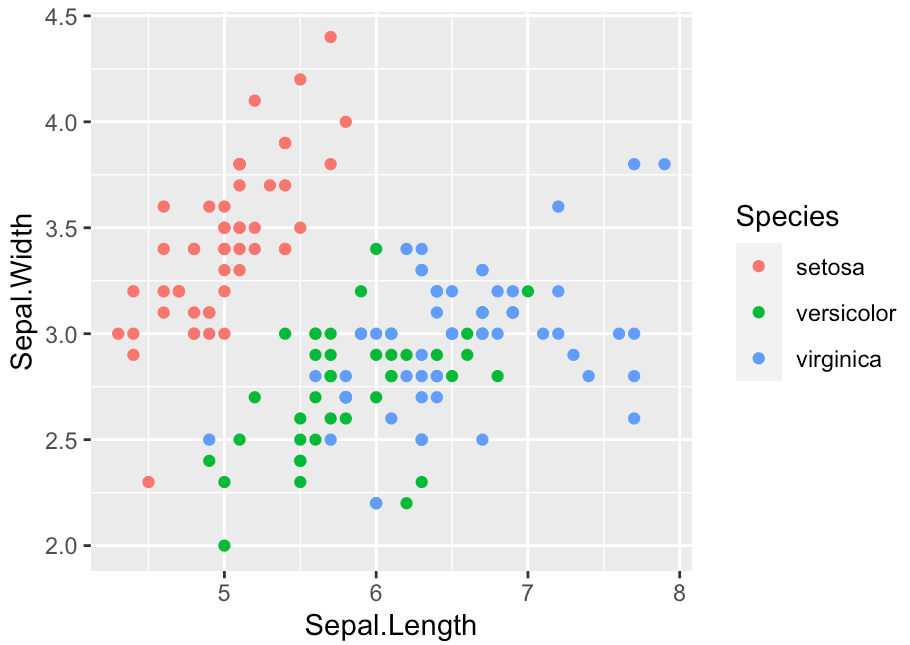 4.5
4.0
3.5
3.0
2.5
2.0
Sepal.Width
5
6
7
8
Sepal.Length
Species
setosa
versicolor
virginica